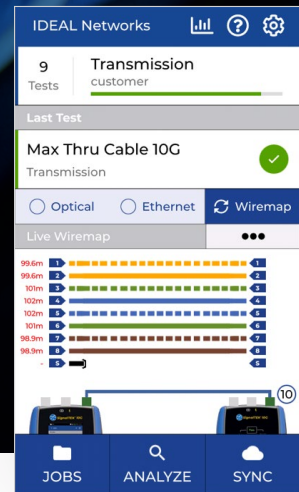 IDEAL Networks
9
Tests
Transmission
customer
Last Test
Max Thru Cable 10G
Transmission
Optical
Ethernet
Wiremap
Live Wiremap
99.6m 1 1
99.6m 2 2
101m 3 3
102m 4 4
102m 5 5
101m 6 6
98.9m 7 7
98.9m 8 8
- S S
10
JOBS
ANALYZE
SYNC